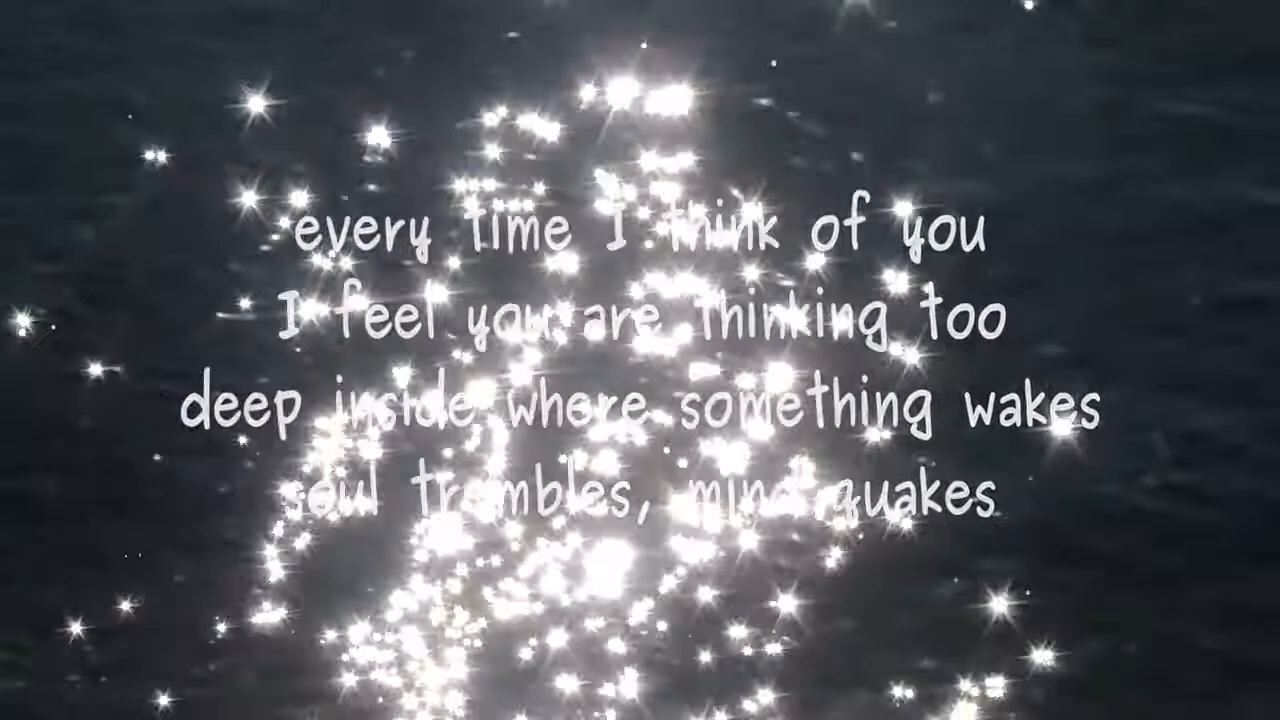 every time I think of you
I feel you are thinking too
deep inside where something wakes
soul trembles, mind quakes